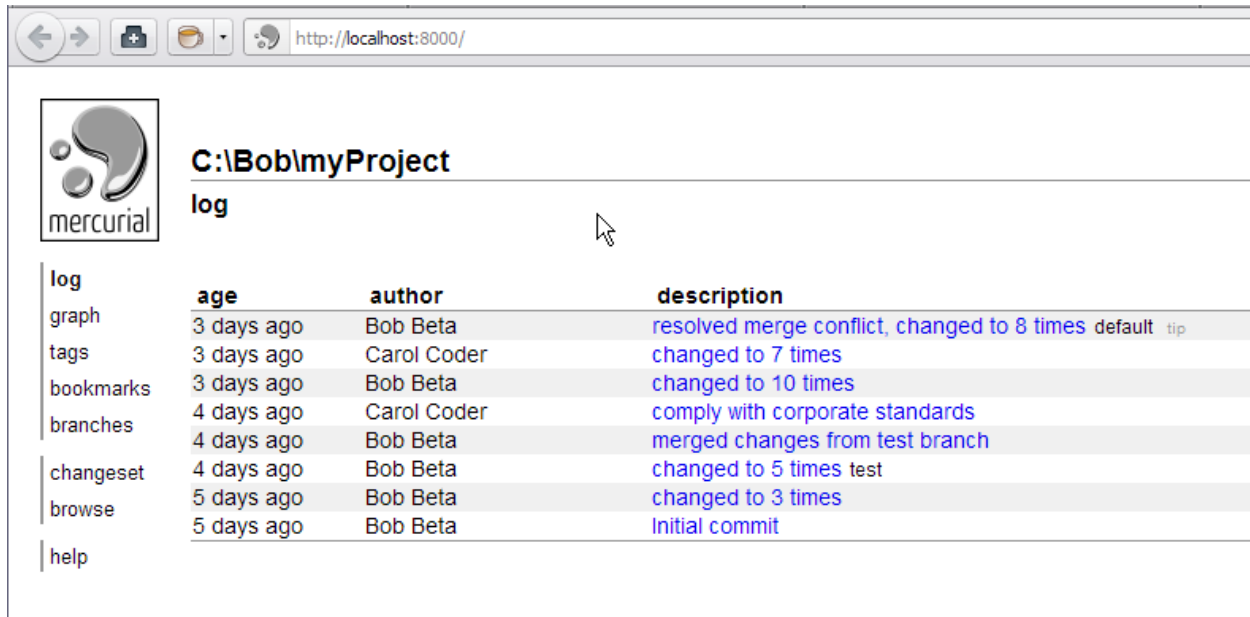 http://localhost:8000/
mercurial
C:\Bob\myProject
log
log
graph
tags
bookmarks
branches
changeset
browse
help
age author description
3 days ago Bob Beta resolved merge conflict, changed to 8 times default tip
3 days ago Carol Coder changed to 7 times
3 days ago Bob Beta changed to 10 times
4 days ago Carol Coder comply with corporate standards
4 days ago Bob Beta merged changes from test branch
4 days ago Bob Beta changed to 5 times test
5 days ago Bob Beta changed to 3 times
5 days ago Bob Beta Initial commit